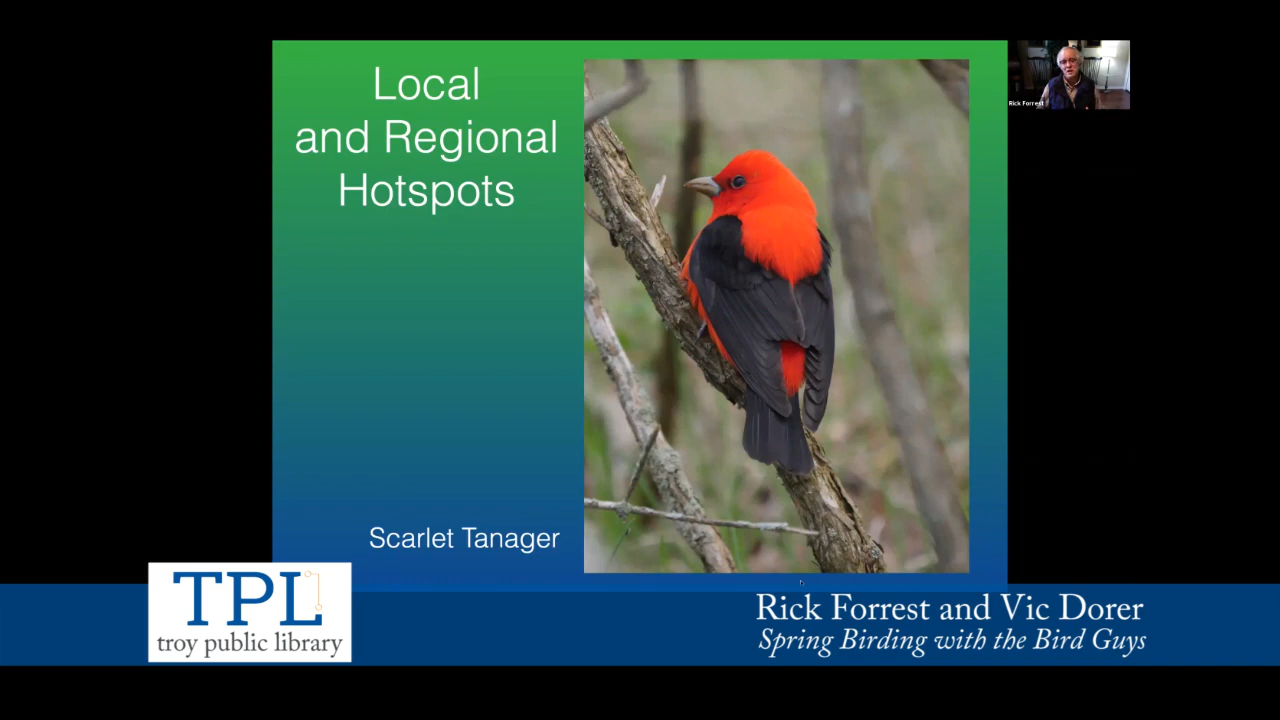 Local
and Regional
Hotspots
Rick Forrest
Scarlet Tanager
TPL
troy public library
Rick Forrest and Vic Dorer
Spring Birding with the Bird Guys